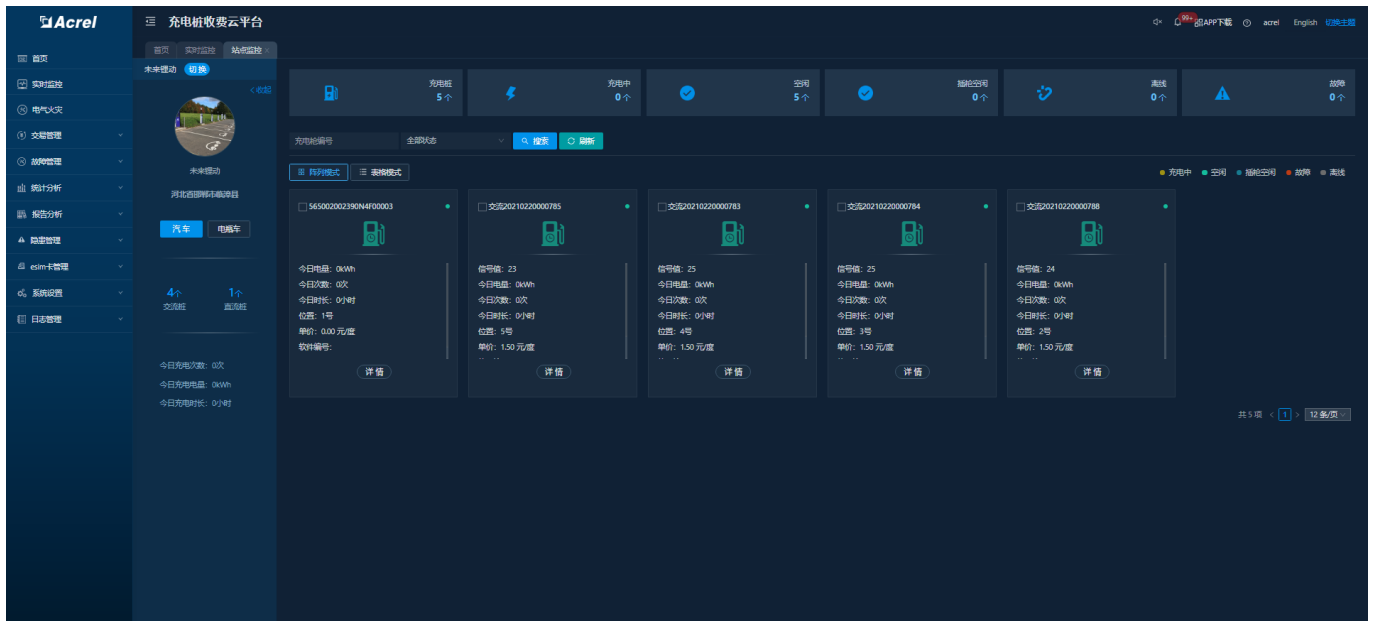 Acrel
充电桩收费云平台
99+
APP下载
acrel
English
切换主题
首页
实时监控
站点监控
首页
实时监控
电气火灾
交易管理
故障管理
统计分析
报告分析
隐患管理
esim卡管理
系统设置
日志管理
未来锂动 切换
<收起
未来锂动
河北省邯郸市临漳县
汽车 电瓶车
4个 1个
交流桩 直流桩
今日充电次数: 0次
今日充电电量: 0kWh
今日充电时长: 0小时
充电桩
5个
充电中
0个
空闲
5个
插枪空闲
0个
离线
0个
故障
0个
充电枪编号 全部状态 搜索 刷新
阵列模式 表格模式
充电中 空闲 插枪空闲 故障 离线
565002002390N4F00003
今日电量: 0kWh
今日次数: 0次
今日时长: 0小时
位置: 1号
单价: 0.00 元/度
软件编号:
详 情
交流20210220000785
信号值: 23
今日电量: 0kWh
今日次数: 0次
今日时长: 0小时
位置: 5号
单价: 1.50 元/度
详 情
交流20210220000783
信号值: 25
今日电量: 0kWh
今日次数: 0次
今日时长: 0小时
位置: 4号
单价: 1.50 元/度
详 情
交流20210220000784
信号值: 25
今日电量: 0kWh
今日次数: 0次
今日时长: 0小时
位置: 3号
单价: 1.50 元/度
详 情
交流20210220000788
信号值: 24
今日电量: 0kWh
今日次数: 0次
今日时长: 0小时
位置: 2号
单价: 1.50 元/度
详 情
共 5 项 < 1 > 12 条/页